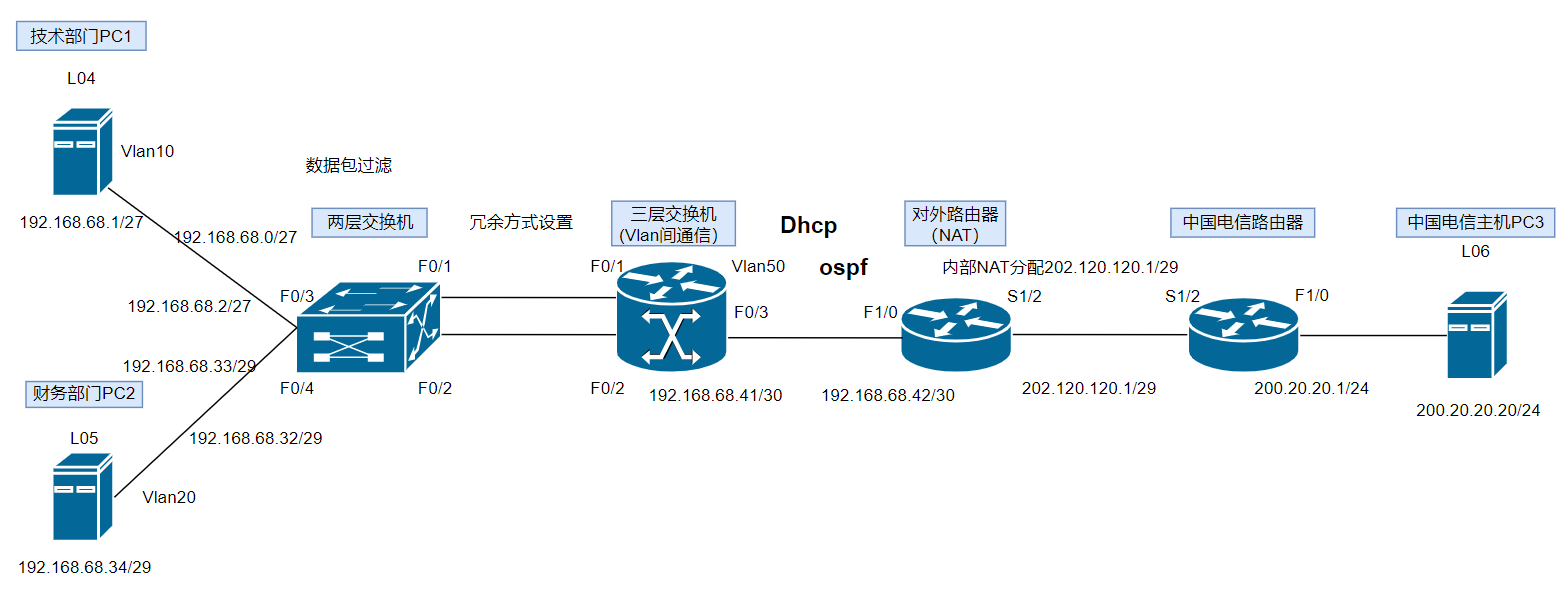 技术部门PC1
L04
Vlan10
192.168.68.1/27
192.168.68.0/27
192.168.68.2/27
192.168.68.33/29
财务部门PC2
L05
192.168.68.32/29
Vlan20
192.168.68.34/29
数据包过滤
两层交换机
F0/3
F0/4
F0/1
F0/2
冗余方式设置
三层交换机
(Vlan间通信）
F0/1
F0/2
Vlan50
F0/3
192.168.68.41/30
Dhcp
ospf
对外路由器
（NAT）
内部NAT分配202.120.120.1/29
F1/0
S1/2
192.168.68.42/30
202.120.120.1/29
中国电信路由器
S1/2
F1/0
200.20.20.1/24
中国电信主机PC3
L06
200.20.20.20/24